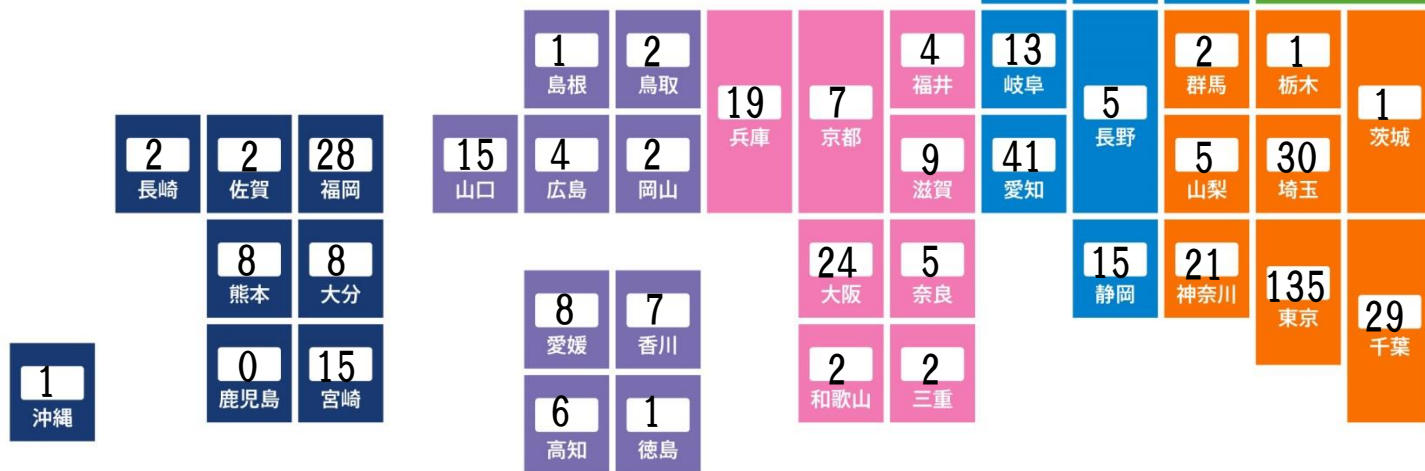 1
島根
2
鳥取
19
兵庫
7
京都
4
福井
13
岐阜
5
長野
2
群馬
1
栃木
1
茨城
2
長崎
2
佐賀
28
福岡
15
山口
4
広島
2
岡山
9
滋賀
41
愛知
5
山梨
30
埼玉
8
熊本
8
大分
8
愛媛
7
香川
24
大阪
5
奈良
15
静岡
21
神奈川
135
東京
29
千葉
1
沖縄
0
鹿児島
15
宮崎
6
高知
1
徳島
2
和歌山
2
三重